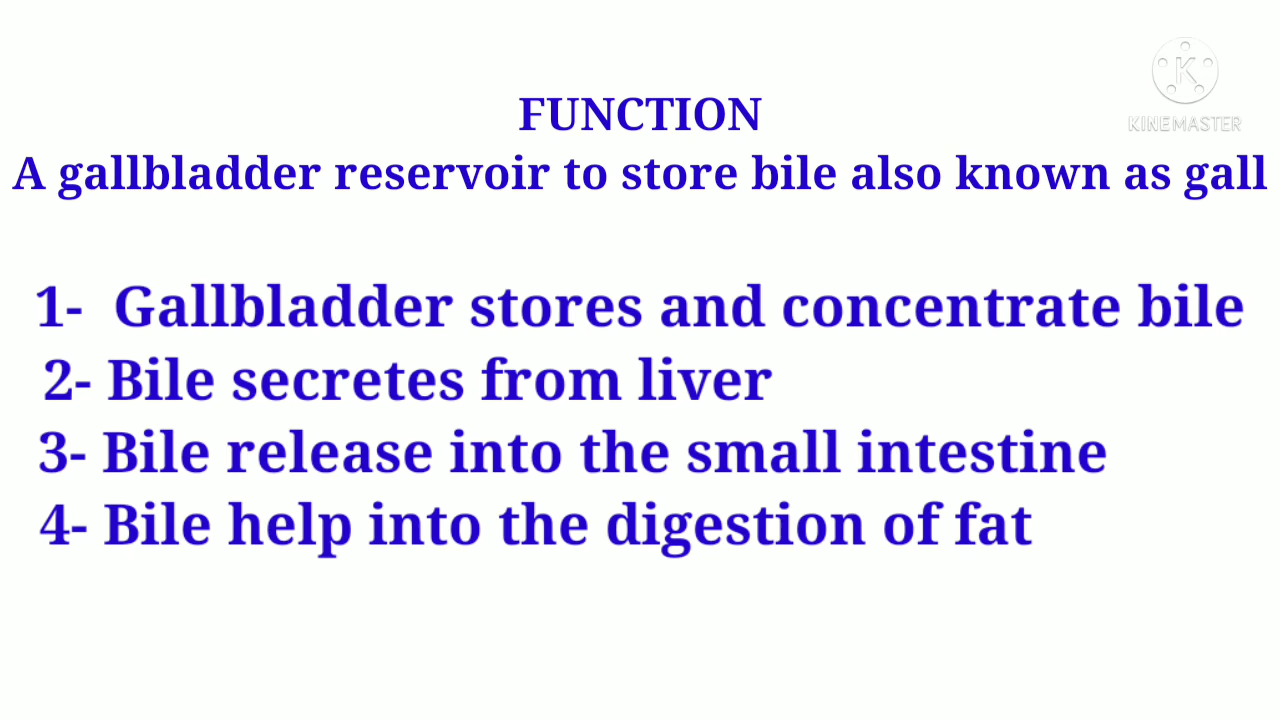 K
KINEMASTER
FUNCTION
A gallbladder reservoir to store bile also known as gall
1- Gallbladder stores and concentrate bile
2- Bile secretes from liver
3- Bile release into the small intestine
4- Bile help into the digestion of fat